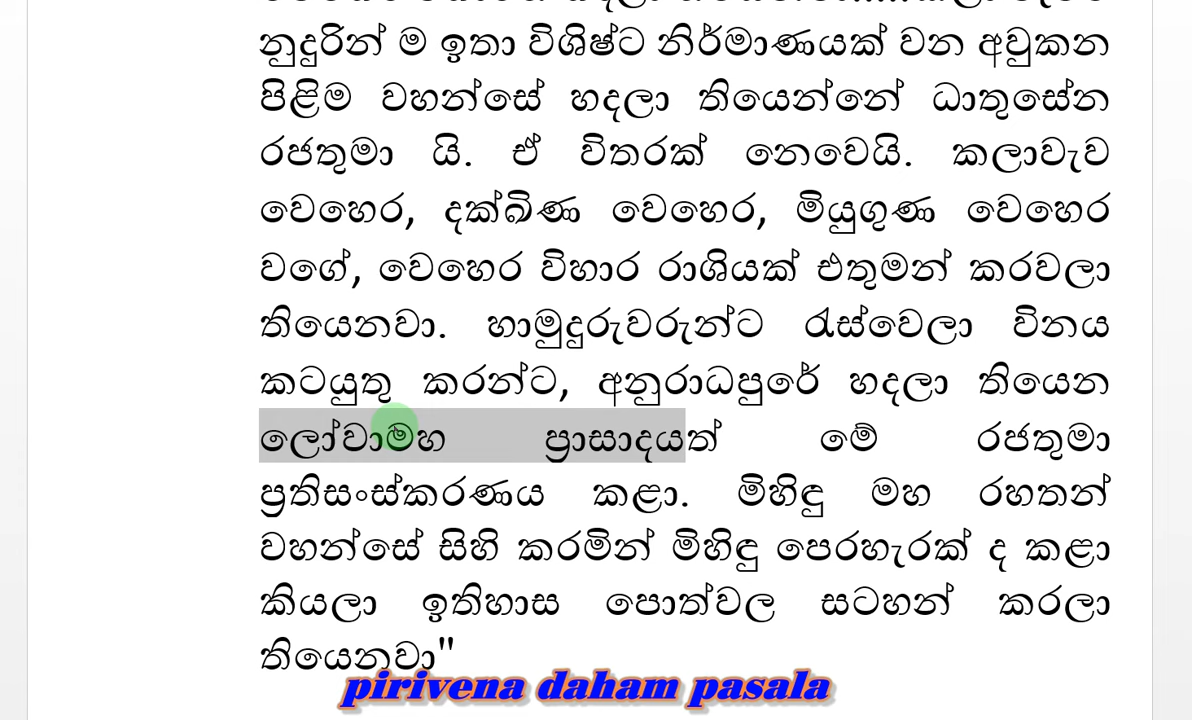 නුදුරින් ම ඉතා විශිෂ්ට නිර්මාණයක් වන අවුකන
පිළිම වහන්සේ හදලා තියෙන්නේ ධාතුසේන
රජතුමා යි. ඒ විතරක් නෙවෙයි. කලාවැව
වෙහෙර, දක්ඛිණ වෙහෙර, මියුගුණ වෙහෙර
වගේ, වෙහෙර විහාර රාශියක් එතුමන් කරවලා
තියෙනවා. හාමුදුරුවරුන්ට රැස්වෙලා විනය
කටයුතු කරන්ට, අනුරාධපුරේ හදලා තියෙන
ලෝවාමහ ප්‍රාසාදයත් මේ රජතුමා
ප්‍රතිසංස්කරණය කළා. මිහිඳු මහ රහතන්
වහන්සේ සිහි කරමින් මිහිඳු පෙරහැරක් ද කළා
කියලා ඉතිහාස පොත්වල සටහන් කරලා
තියෙනවා"
pirivena daham pasala